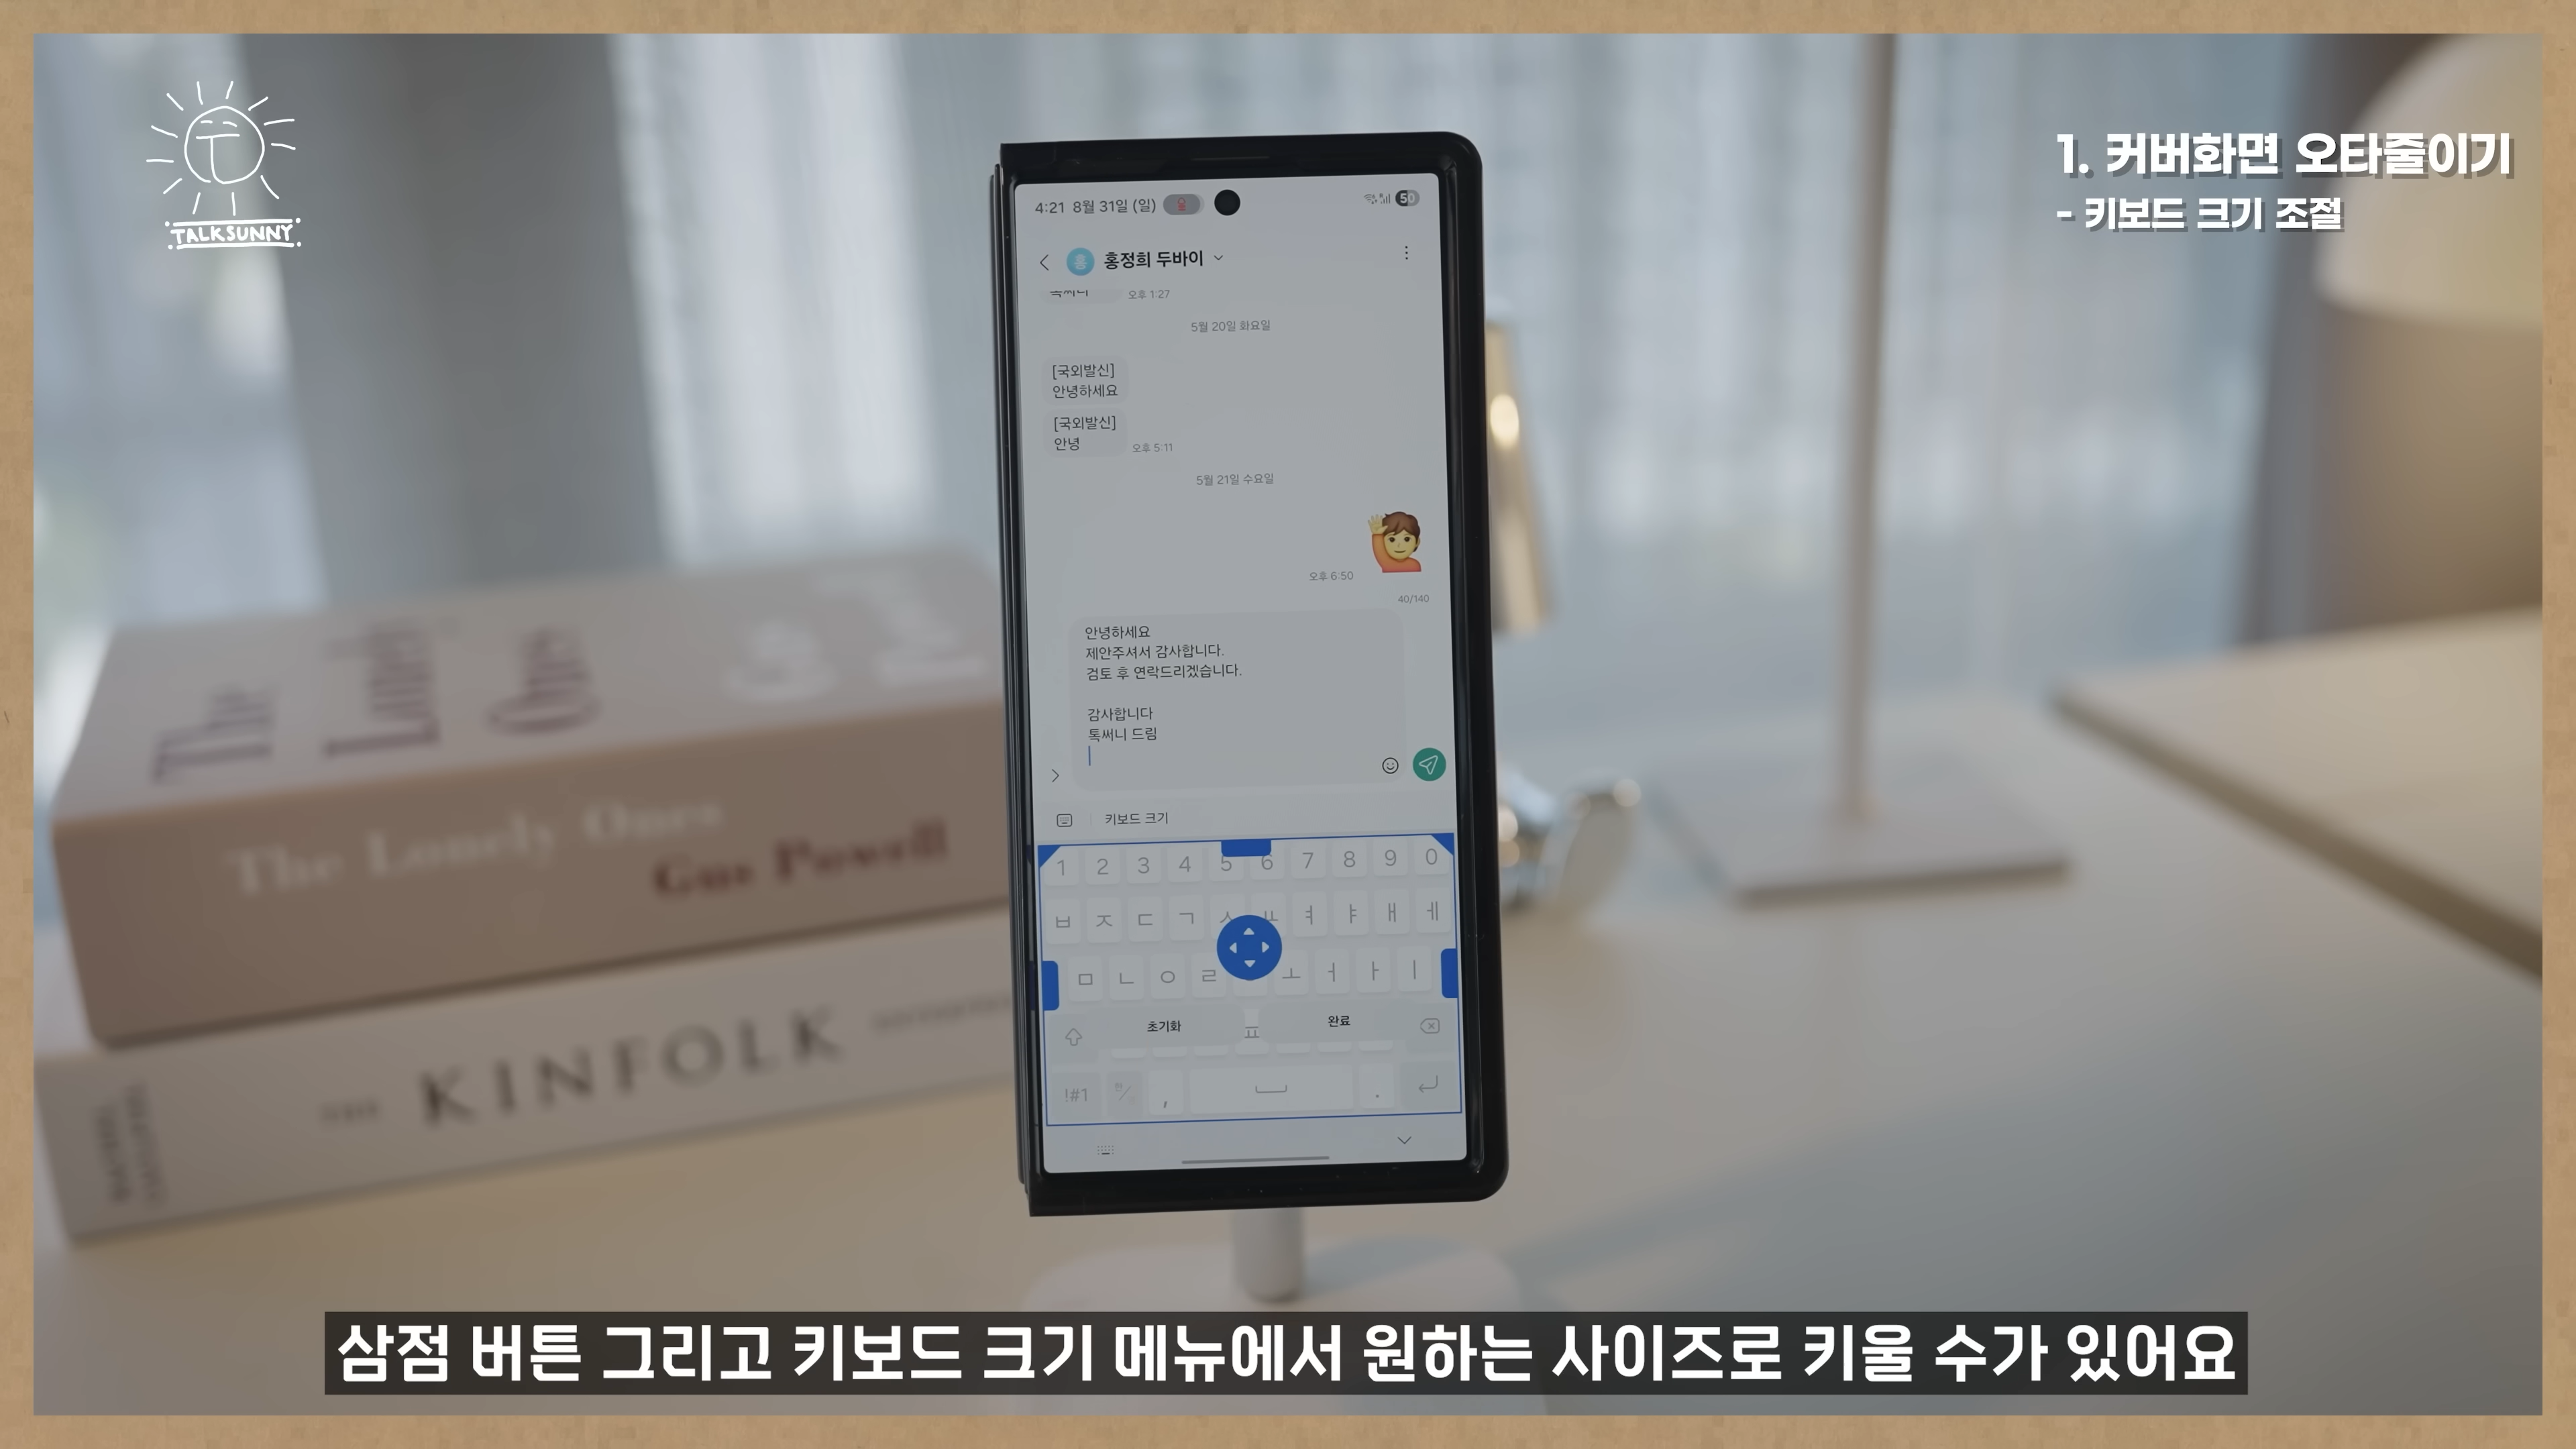 TALKSUNNY
1. 커버화면 오타줄이기
- 키보드 크기 조절
4:21 8월 31일 (일)
50
홍 홍정희 두바이
오후 1:27
5월 20일 화요일
[국외발신]
안녕하세요
[국외발신]
안녕
오후 5:11
5월 21일 수요일
오후 6:50
40/140
안녕하세요
제안주셔서 감사합니다.
검토 후 연락드리겠습니다.
감사합니다
톡써니 드림
키보드 크기
1 2 3 4 5 6 7 8 9 0
ㅂ ㅈ ㄷ ㄱ ㅅ ㅛ ㅕ ㅑ ㅐ ㅔ
ㅁ ㄴ ㅇ ㄹ ㅗ ㅓ ㅏ ㅣ
초기화 ㅍ 완료
!#1 , .
The Lonely Ones
Gus Powell
THE KINFOLK
삼점 버튼 그리고 키보드 크기 메뉴에서 원하는 사이즈로 키울 수가 있어요